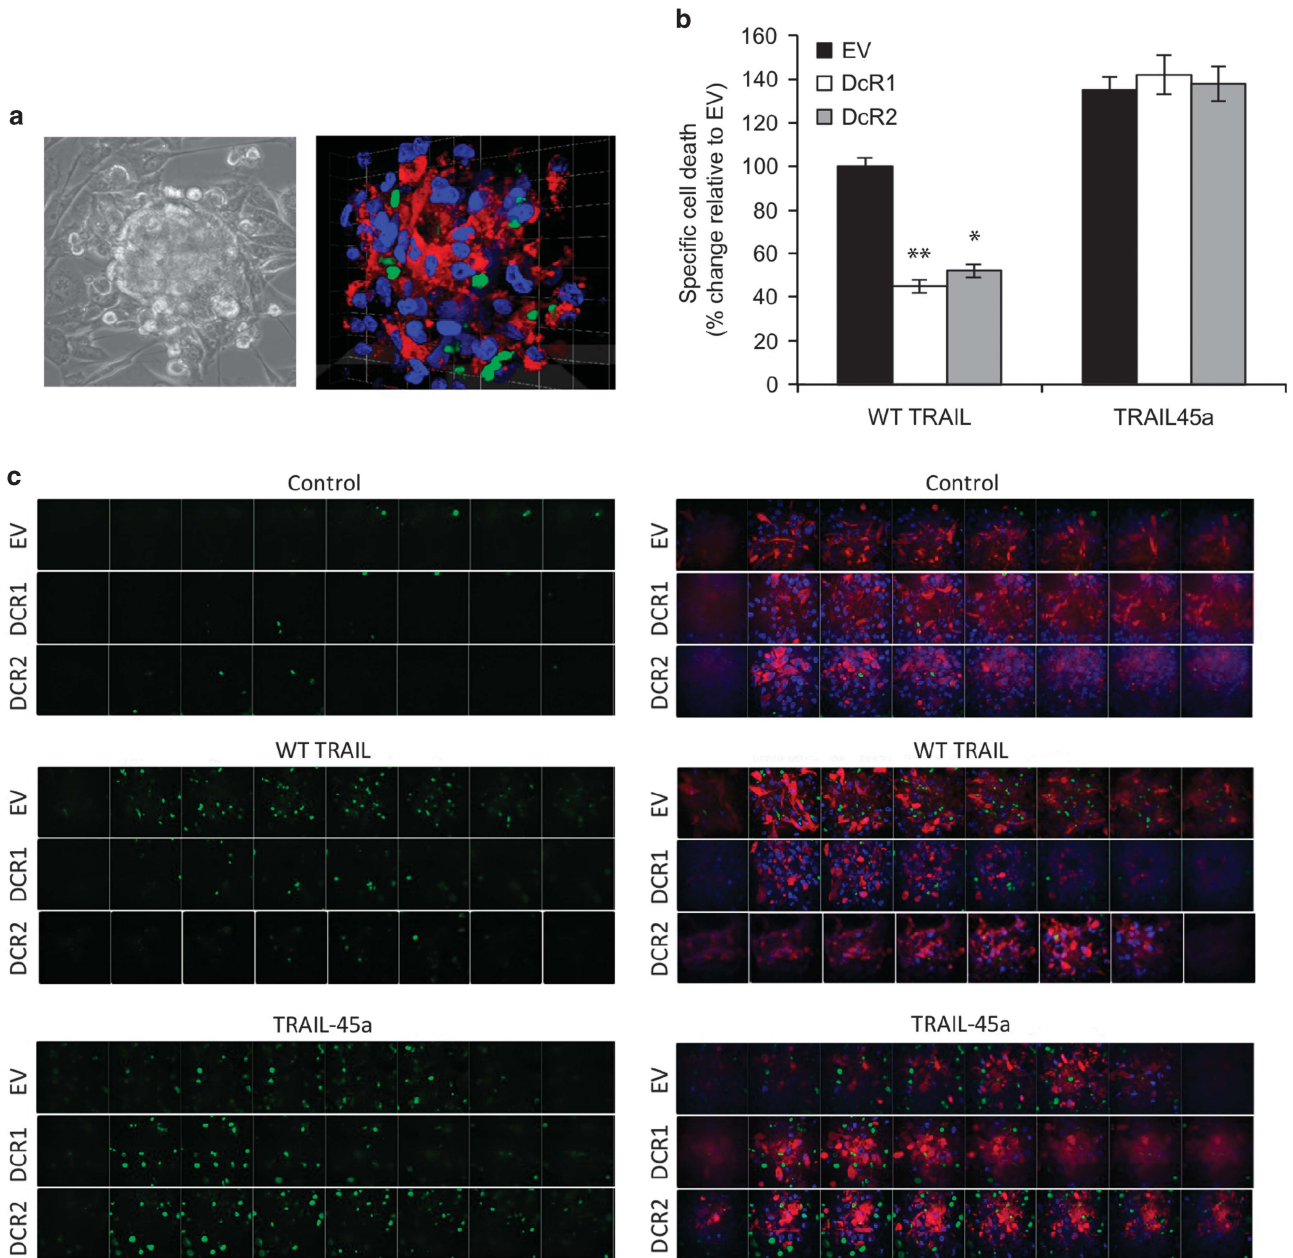 a
b
Specific cell death
(% change relative to EV)
160
140
120
100
80
60
40
20
0
EV
DcR1
DcR2
**
*
WT TRAIL
TRAIL45a
c
Control
EV
DCR1
DCR2
WT TRAIL
EV
DCR1
DCR2
TRAIL-45a
EV
DCR1
DCR2
Control
EV
DCR1
DCR2
WT TRAIL
EV
DCR1
DCR2
TRAIL-45a
EV
DCR1
DCR2